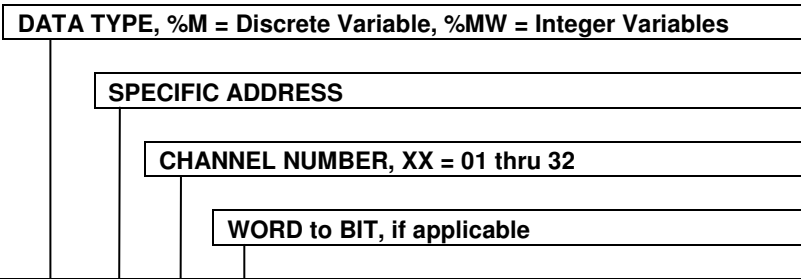 DATA TYPE, %M = Discrete Variable, %MW = Integer Variables
SPECIFIC ADDRESS
CHANNEL NUMBER, XX = 01 thru 32
WORD to BIT, if applicable